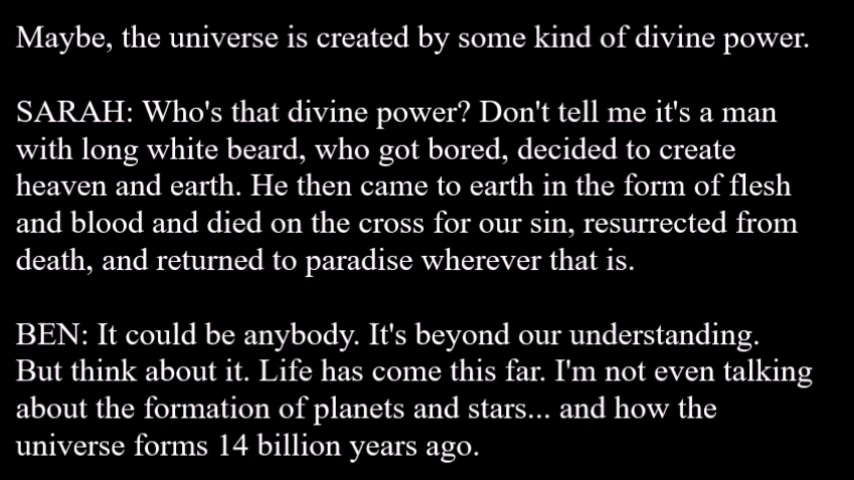 Maybe, the universe is created by some kind of divine power.
SARAH: Who's that divine power? Don't tell me it's a man
with long white beard, who got bored, decided to create
heaven and earth. He then came to earth in the form of flesh
and blood and died on the cross for our sin, resurrected from
death, and returned to paradise wherever that is.
BEN: It could be anybody. It's beyond our understanding.
But think about it. Life has come this far. I'm not even talking
about the formation of planets and stars... and how the
universe forms 14 billion years ago.